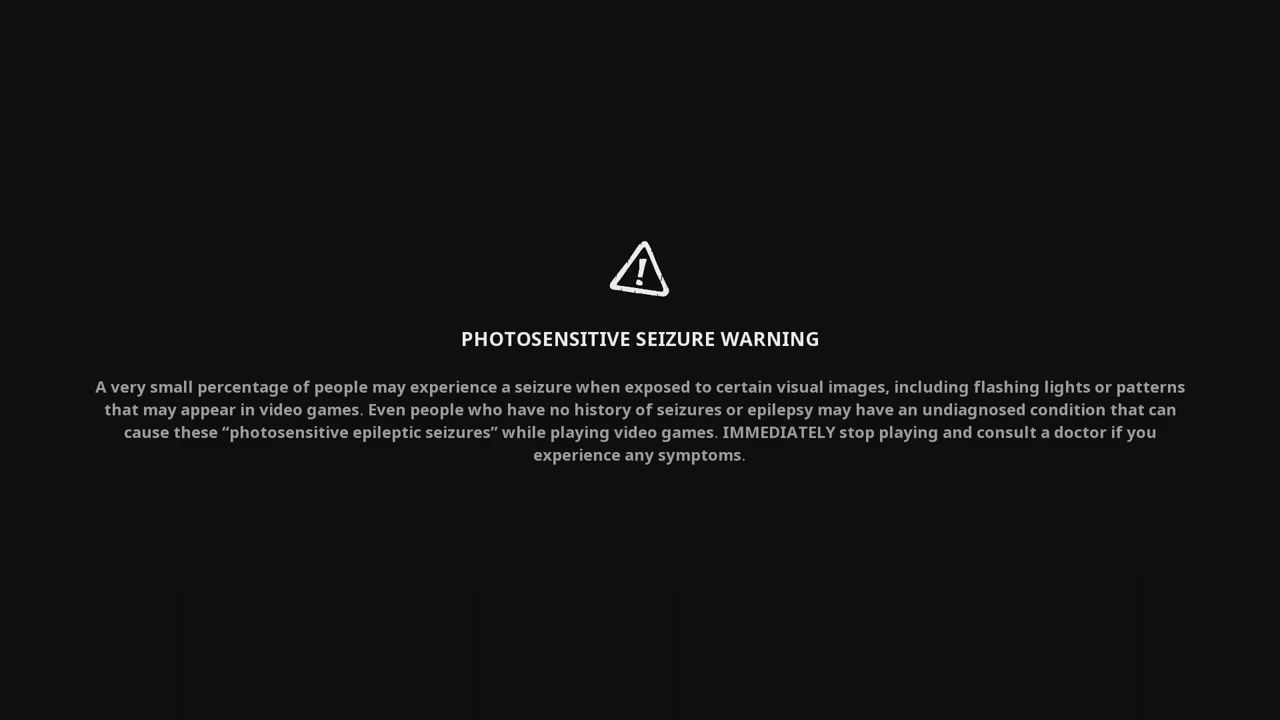 PHOTOSENSITIVE SEIZURE WARNING
A very small percentage of people may experience a seizure when exposed to certain visual images, including flashing lights or patterns
that may appear in video games. Even people who have no history of seizures or epilepsy may have an undiagnosed condition that can
cause these “photosensitive epileptic seizures” while playing video games. IMMEDIATELY stop playing and consult a doctor if you
experience any symptoms.